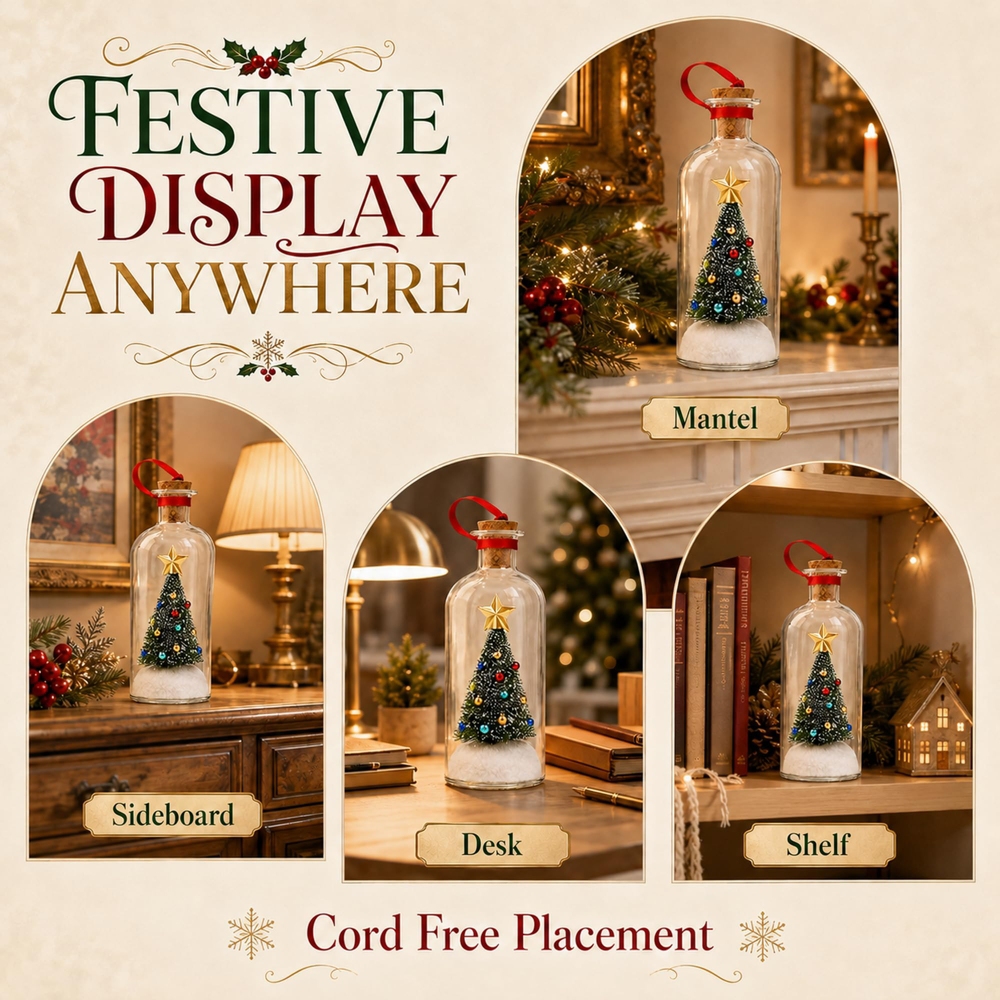 FESTIVE
DISPLAY
ANYWHERE
Mantel
Sideboard
Desk
Shelf
Cord Free Placement